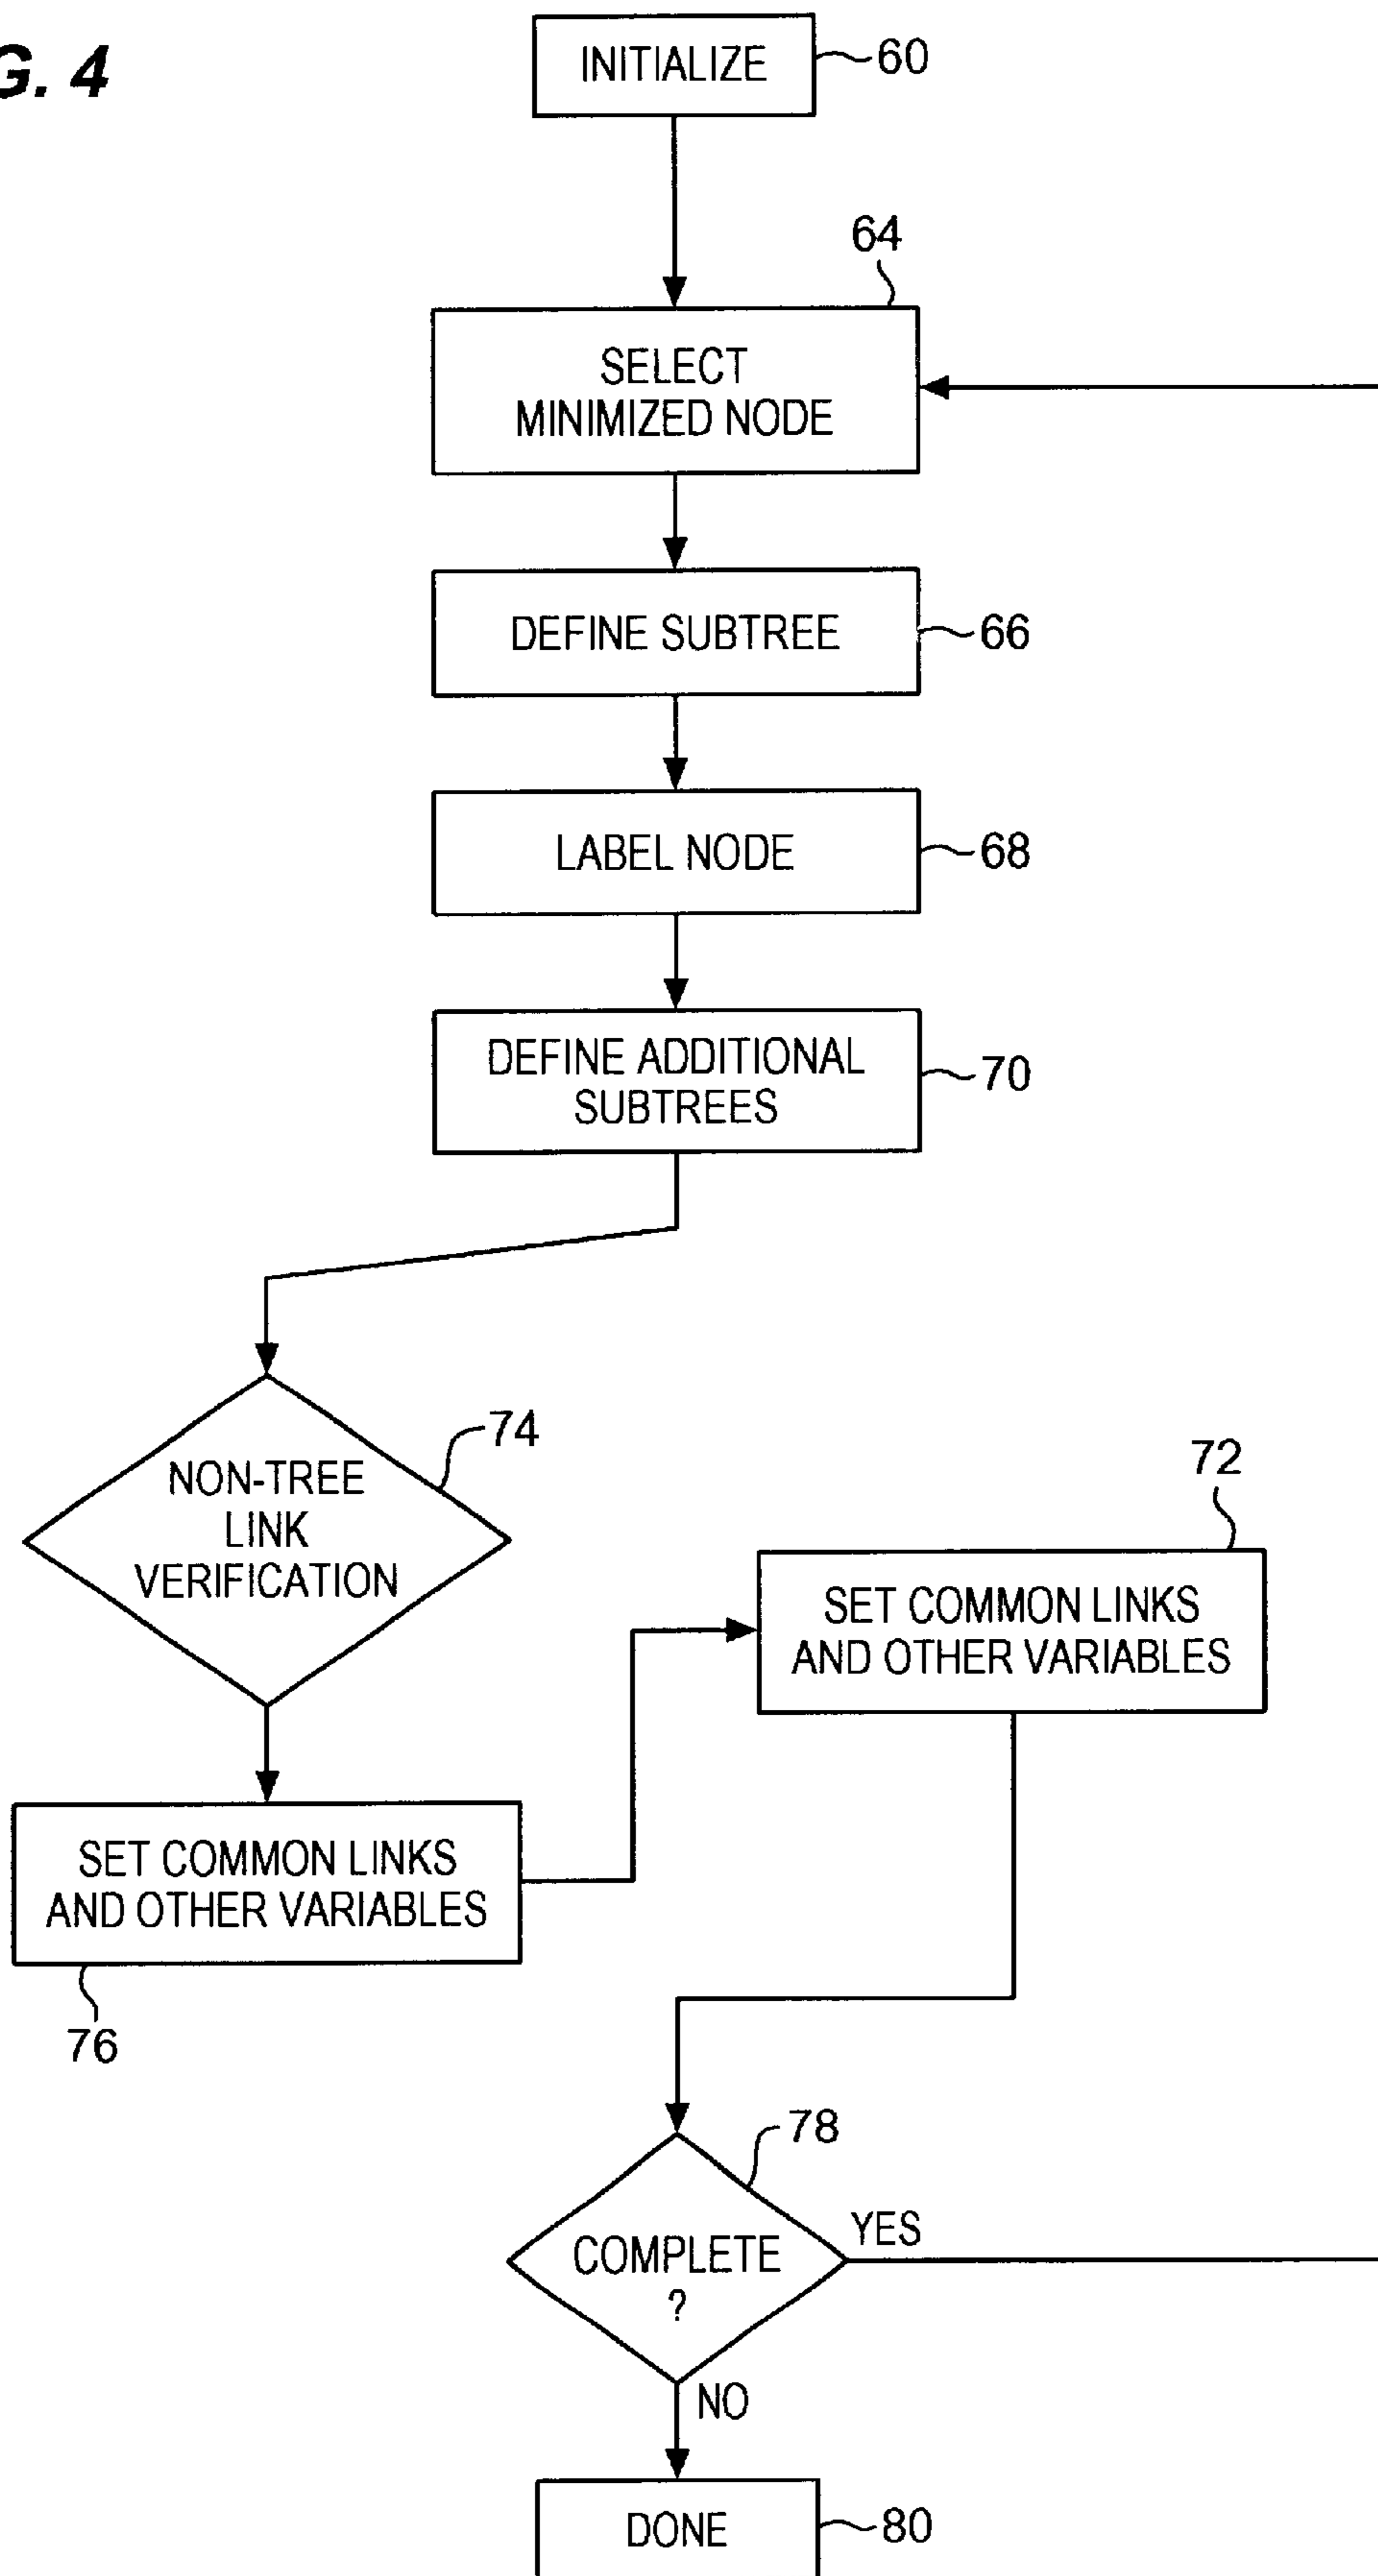 G. 4
INITIALIZE
60
64
SELECT
MINIMIZED NODE
DEFINE SUBTREE
66
LABEL NODE
68
DEFINE ADDITIONAL
SUBTREES
70
74
NON-TREE
LINK
VERIFICATION
72
SET COMMON LINKS
AND OTHER VARIABLES
SET COMMON LINKS
AND OTHER VARIABLES
76
78
COMPLETE
?
YES
NO
DONE
80